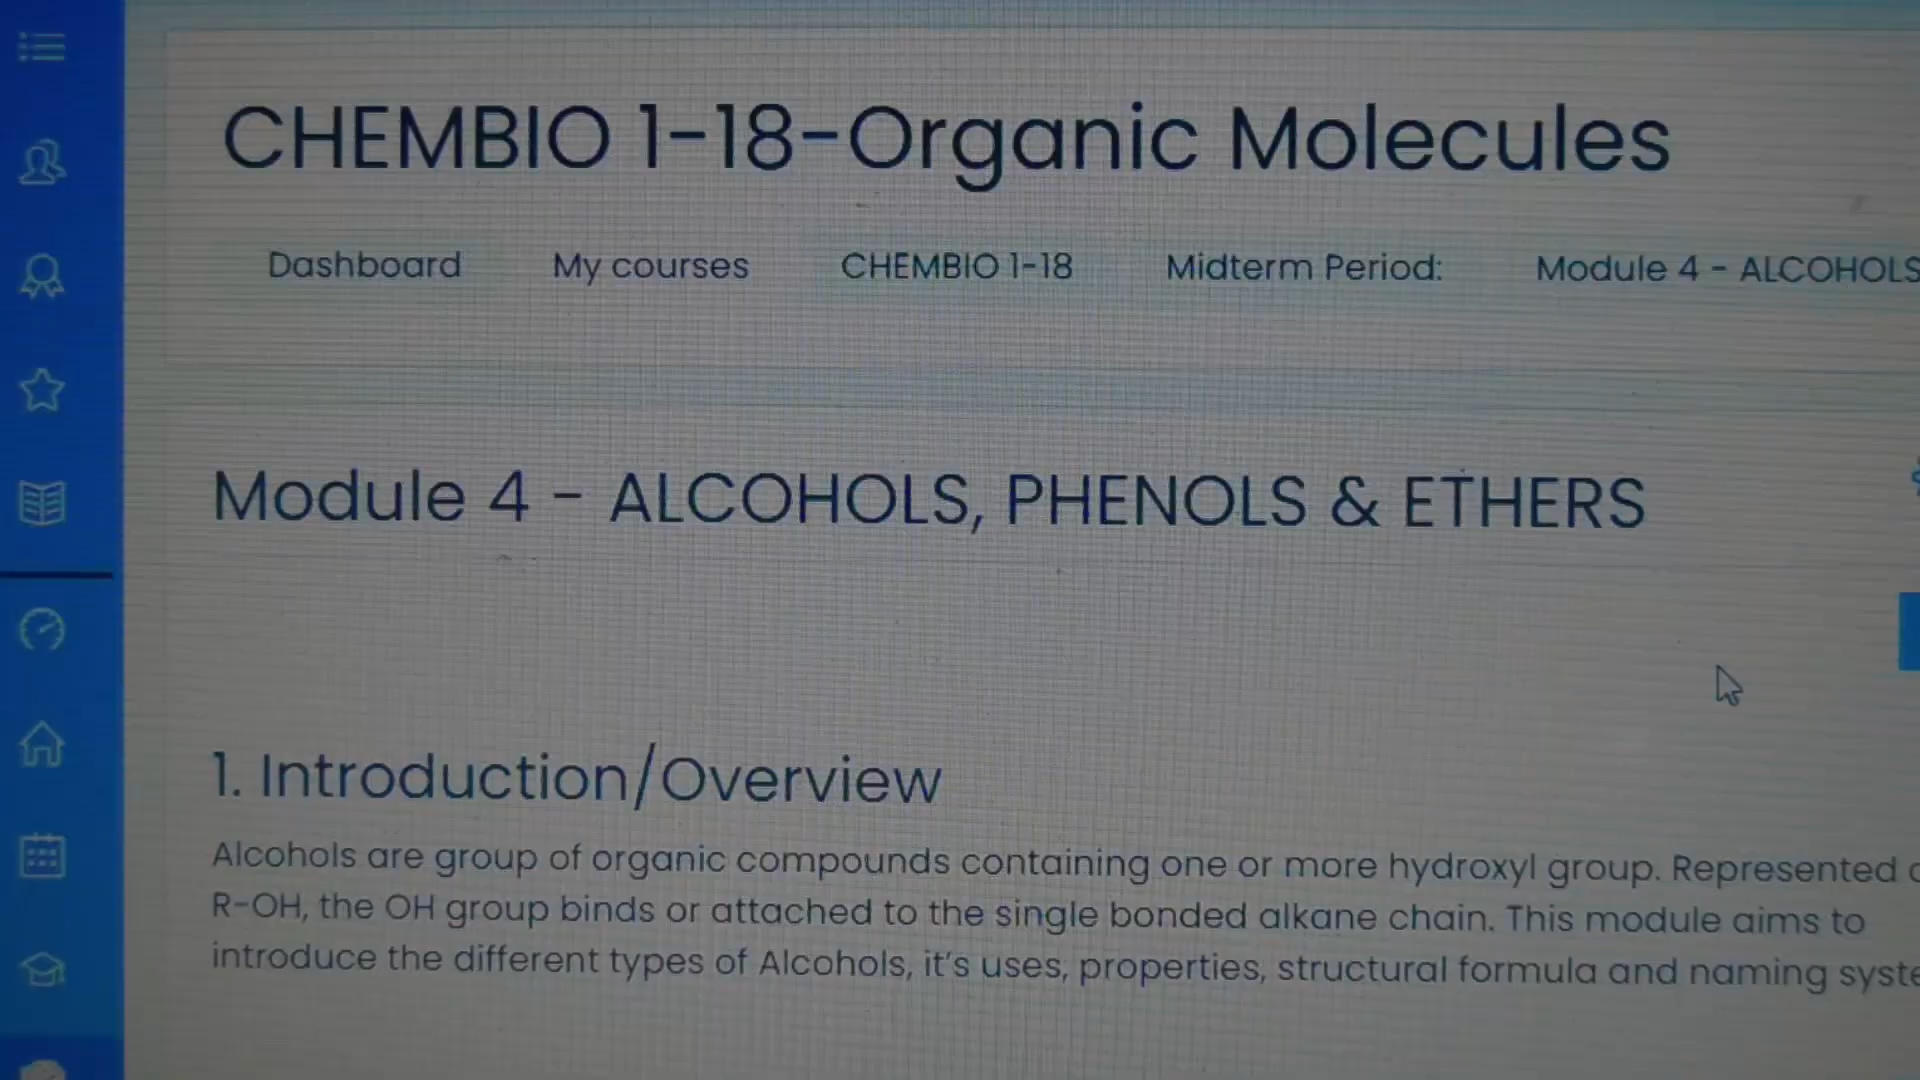 CHEMBIO 1-18-Organic Molecules
Dashboard My courses CHEMBIO 1-18 Midterm Period: Module 4 - ALCOHOLS
Module 4 - ALCOHOLS, PHENOLS & ETHERS
1. Introduction/Overview
Alcohols are group of organic compounds containing one or more hydroxyl group. Represented
R-OH, the OH group binds or attached to the single bonded alkane chain. This module aims to
introduce the different types of Alcohols, it's uses, properties, structural formula and naming